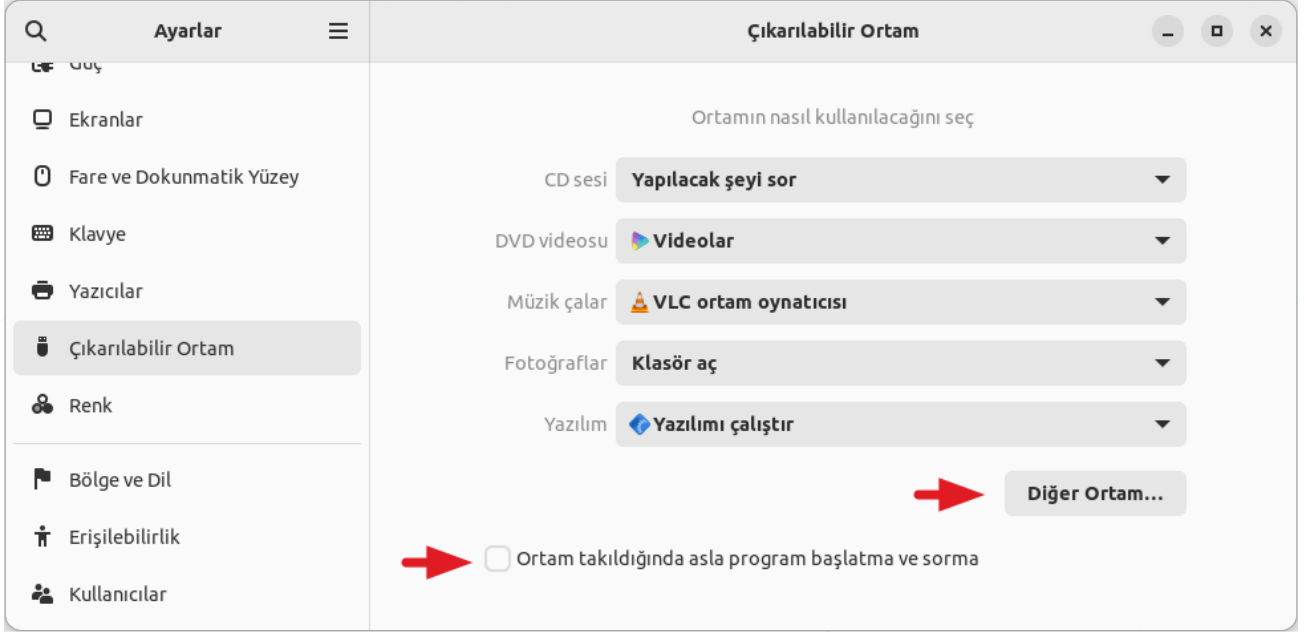 Ayarlar
Çıkarılabilir Ortam
Güç
Ekranlar
Fare ve Dokunmatik Yüzey
Klavye
Yazıcılar
Çıkarılabilir Ortam
Renk
Bölge ve Dil
Erişilebilirlik
Kullanıcılar
Ortamın nasıl kullanılacağını seç
CD sesi Yapılacak şeyi sor
DVD videosu Videolar
Müzik çalar VLC ortam oynatıcısı
Fotoğraflar Klasör aç
Yazılım Yazılımı çalıştır
Diğer Ortam...
Ortam takıldığında asla program başlatma ve sorma